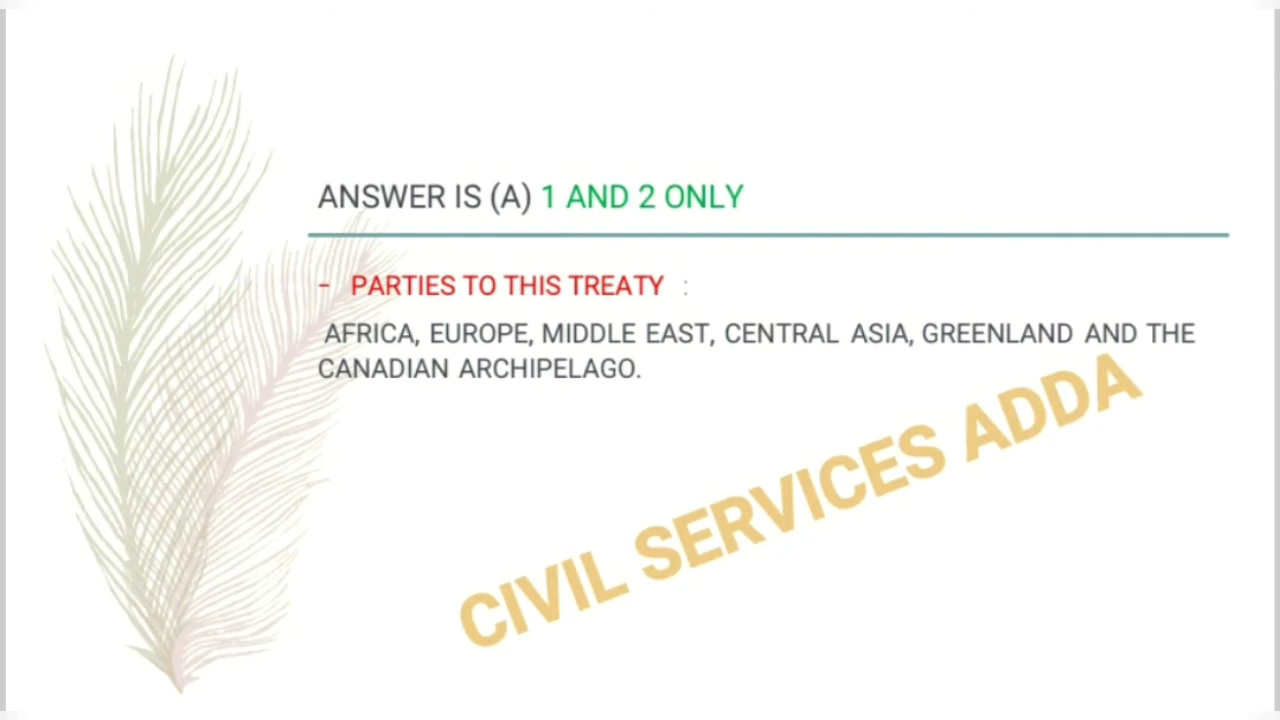 ANSWER IS (A) 1 AND 2 ONLY
- PARTIES TO THIS TREATY :
AFRICA, EUROPE, MIDDLE EAST, CENTRAL ASIA, GREENLAND AND THE
CANADIAN ARCHIPELAGO.
CIVIL SERVICES ADDA